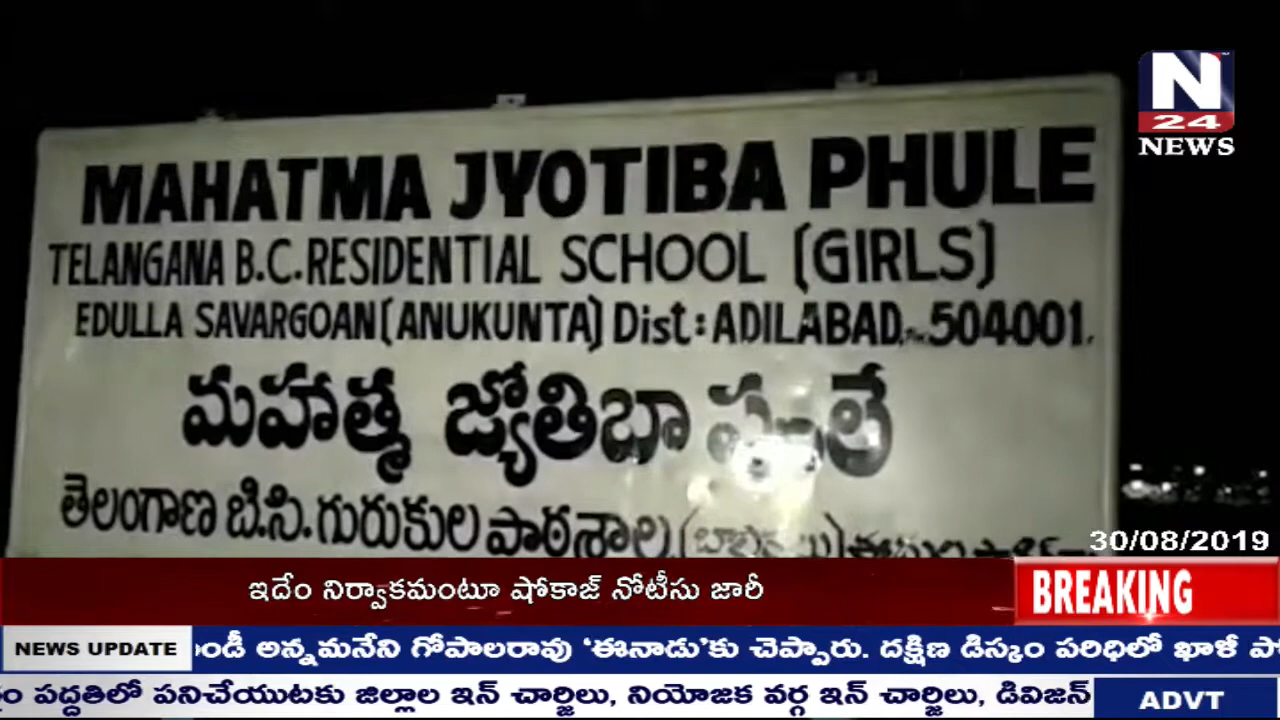 N
24
NEWS
MAHATMA JYOTIBA PHULE
TELANGANA B.C. RESIDENTIAL SCHOOL (GIRLS)
EDULLA SAVARGOAN (ANUKUNTA) Dist: ADILABAD. 504001.
మహాత్మ జ్యోతిబా పూలే
తెలంగాణ బి.సి. గురుకుల పాఠశాల
30/08/2019
ఇదేం నిర్వాకమంటూ షోకాజ్ నోటీసు జారీ
BREAKING
NEWS UPDATE
అన్నమనేని గోపాలరావు ‘ఈనాడు’కు చెప్పారు. దక్షిణ డిస్కం పరిధిలో ఖాళీ
పద్దతిలో పనిచేయుటకు జిల్లాల ఇన్ చార్జిలు, నియోజక వర్గ ఇన్ చార్జిలు, డివిజన్
ADVT